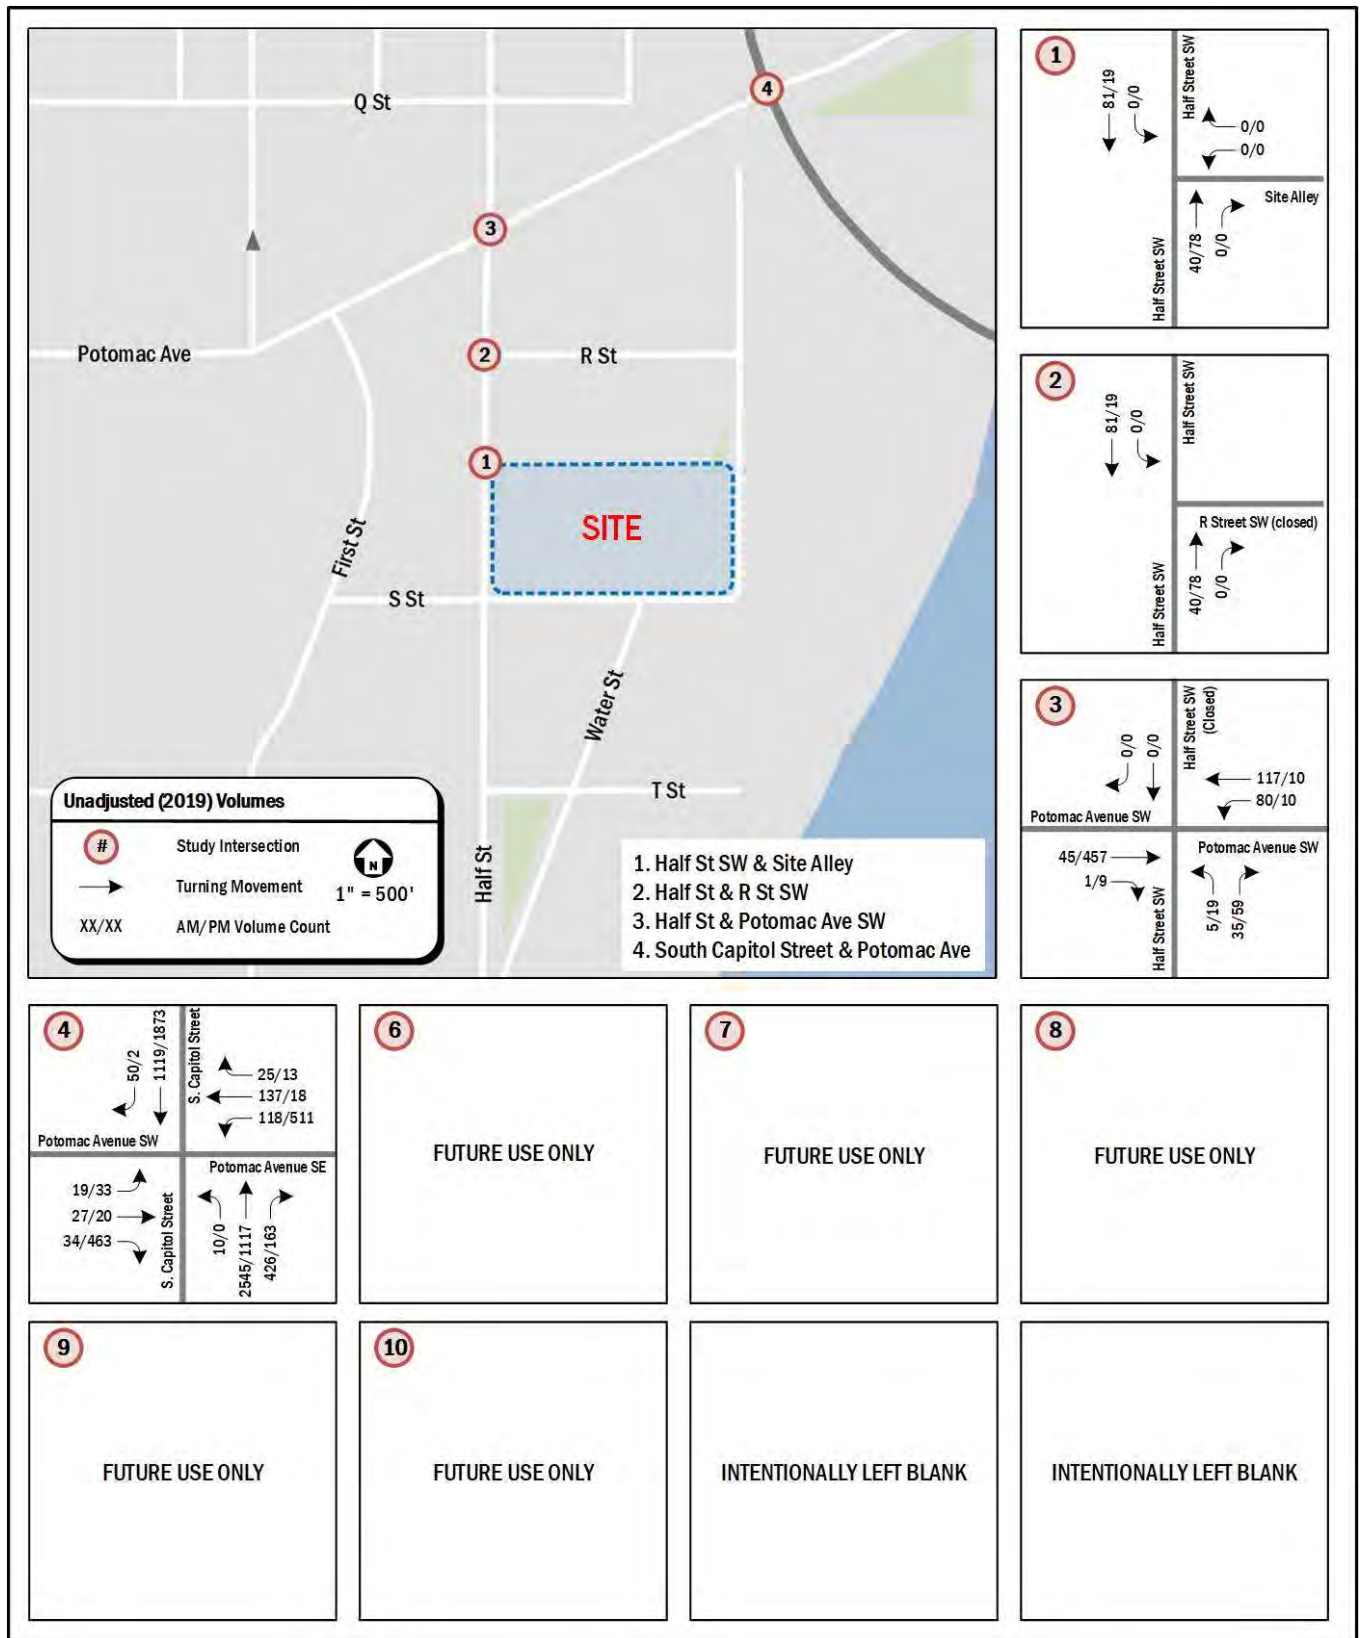 Q St
4
3
Potomac Ave
2
R St
1
SITE
First St
S St
Water St
T St
Half St
Unadjusted (2019) Volumes
#
Study Intersection
N
Turning Movement
1" = 500'
XX/XX
AM/PM Volume Count
1. Half St SW & Site Alley
2. Half St & R St SW
3. Half St & Potomac Ave SW
4. South Capitol Street & Potomac Ave
1
81/19
0/0
Half Street SW
0/0
0/0
Site Alley
Half Street SW
40/78
0/0
2
81/19
0/0
Half Street SW
R Street SW (closed)
Half Street SW
40/78
0/0
3
0/0
0/0
Half Street SW
(Closed)
117/10
80/10
Potomac Avenue SW
Potomac Avenue SW
45/457
1/9
Half Street SW
5/19
35/59
4
50/2
1119/1873
S. Capitol Street
25/13
137/18
118/511
Potomac Avenue SW
Potomac Avenue SE
19/33
27/20
34/463
S. Capitol Street
10/0
2545/1117
426/163
6
FUTURE USE ONLY
7
FUTURE USE ONLY
8
FUTURE USE ONLY
9
FUTURE USE ONLY
10
FUTURE USE ONLY
INTENTIONALLY LEFT BLANK
INTENTIONALLY LEFT BLANK